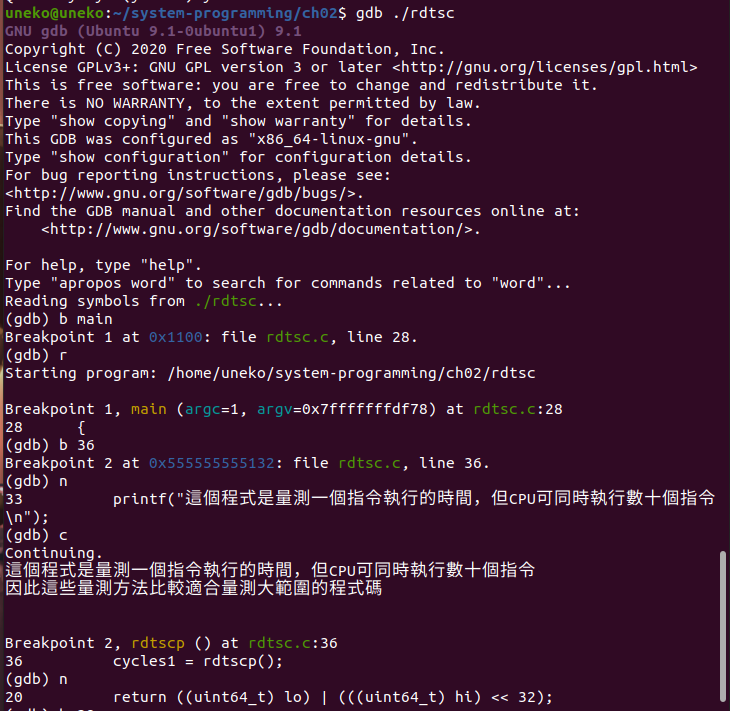 uneko@uneko:~/system-programming/ch02$ gdb ./rdtsc
GNU gdb (Ubuntu 9.1-0ubuntu1) 9.1
Copyright (C) 2020 Free Software Foundation, Inc.
License GPLv3+: GNU GPL version 3 or later <http://gnu.org/licenses/gpl.html>
This is free software: you are free to change and redistribute it.
There is NO WARRANTY, to the extent permitted by law.
Type "show copying" and "show warranty" for details.
This GDB was configured as "x86_64-linux-gnu".
Type "show configuration" for configuration details.
For bug reporting instructions, please see:
<http://www.gnu.org/software/gdb/bugs/>.
Find the GDB manual and other documentation resources online at:
    <http://www.gnu.org/software/gdb/documentation/>.
For help, type "help".
Type "apropos word" to search for commands related to "word"...
Reading symbols from ./rdtsc...
(gdb) b main
Breakpoint 1 at 0x1100: file rdtsc.c, line 28.
(gdb) r
Starting program: /home/uneko/system-programming/ch02/rdtsc
Breakpoint 1, main (argc=1, argv=0x7fffffffdf78) at rdtsc.c:28
28      {
(gdb) b 36
Breakpoint 2 at 0x555555555132: file rdtsc.c, line 36.
(gdb) n
33          printf("這個程式是量測一個指令執行的時間，但CPU可同時執行數十個指令
\n");
(gdb) c
Continuing.
這個程式是量測一個指令執行的時間，但CPU可同時執行數十個指令
因此這些量測方法比較適合量測大範圍的程式碼
Breakpoint 2, rdtscp () at rdtsc.c:36
36          cycles1 = rdtscp();
(gdb) n
20          return ((uint64_t) lo) | (((uint64_t) hi) << 32);